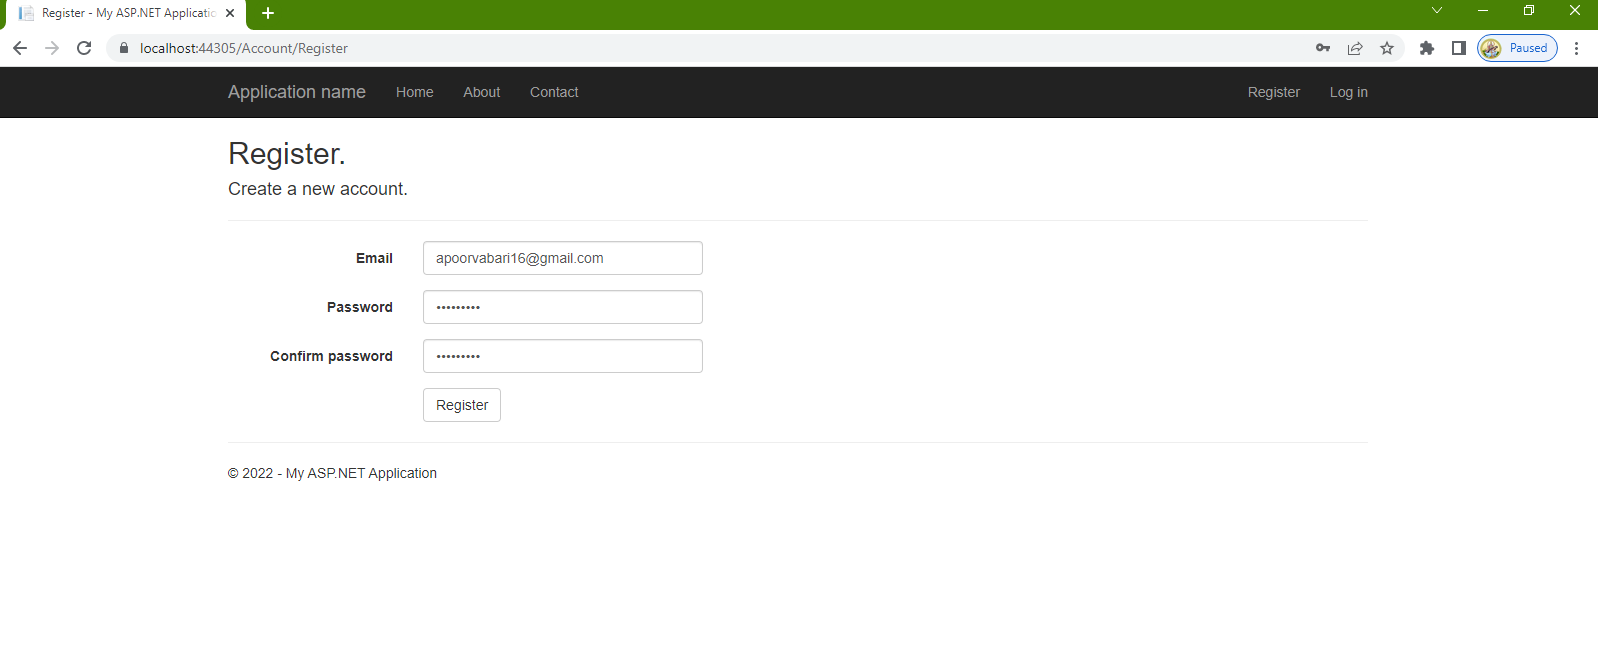 Register - My ASP.NET Applicatio
localhost:44305/Account/Register
Paused
Application name Home About Contact Register Log in
Register.
Create a new account.
Email apoorvabari16@gmail.com
Password •••••••••
Confirm password •••••••••
Register
© 2022 - My ASP.NET Application